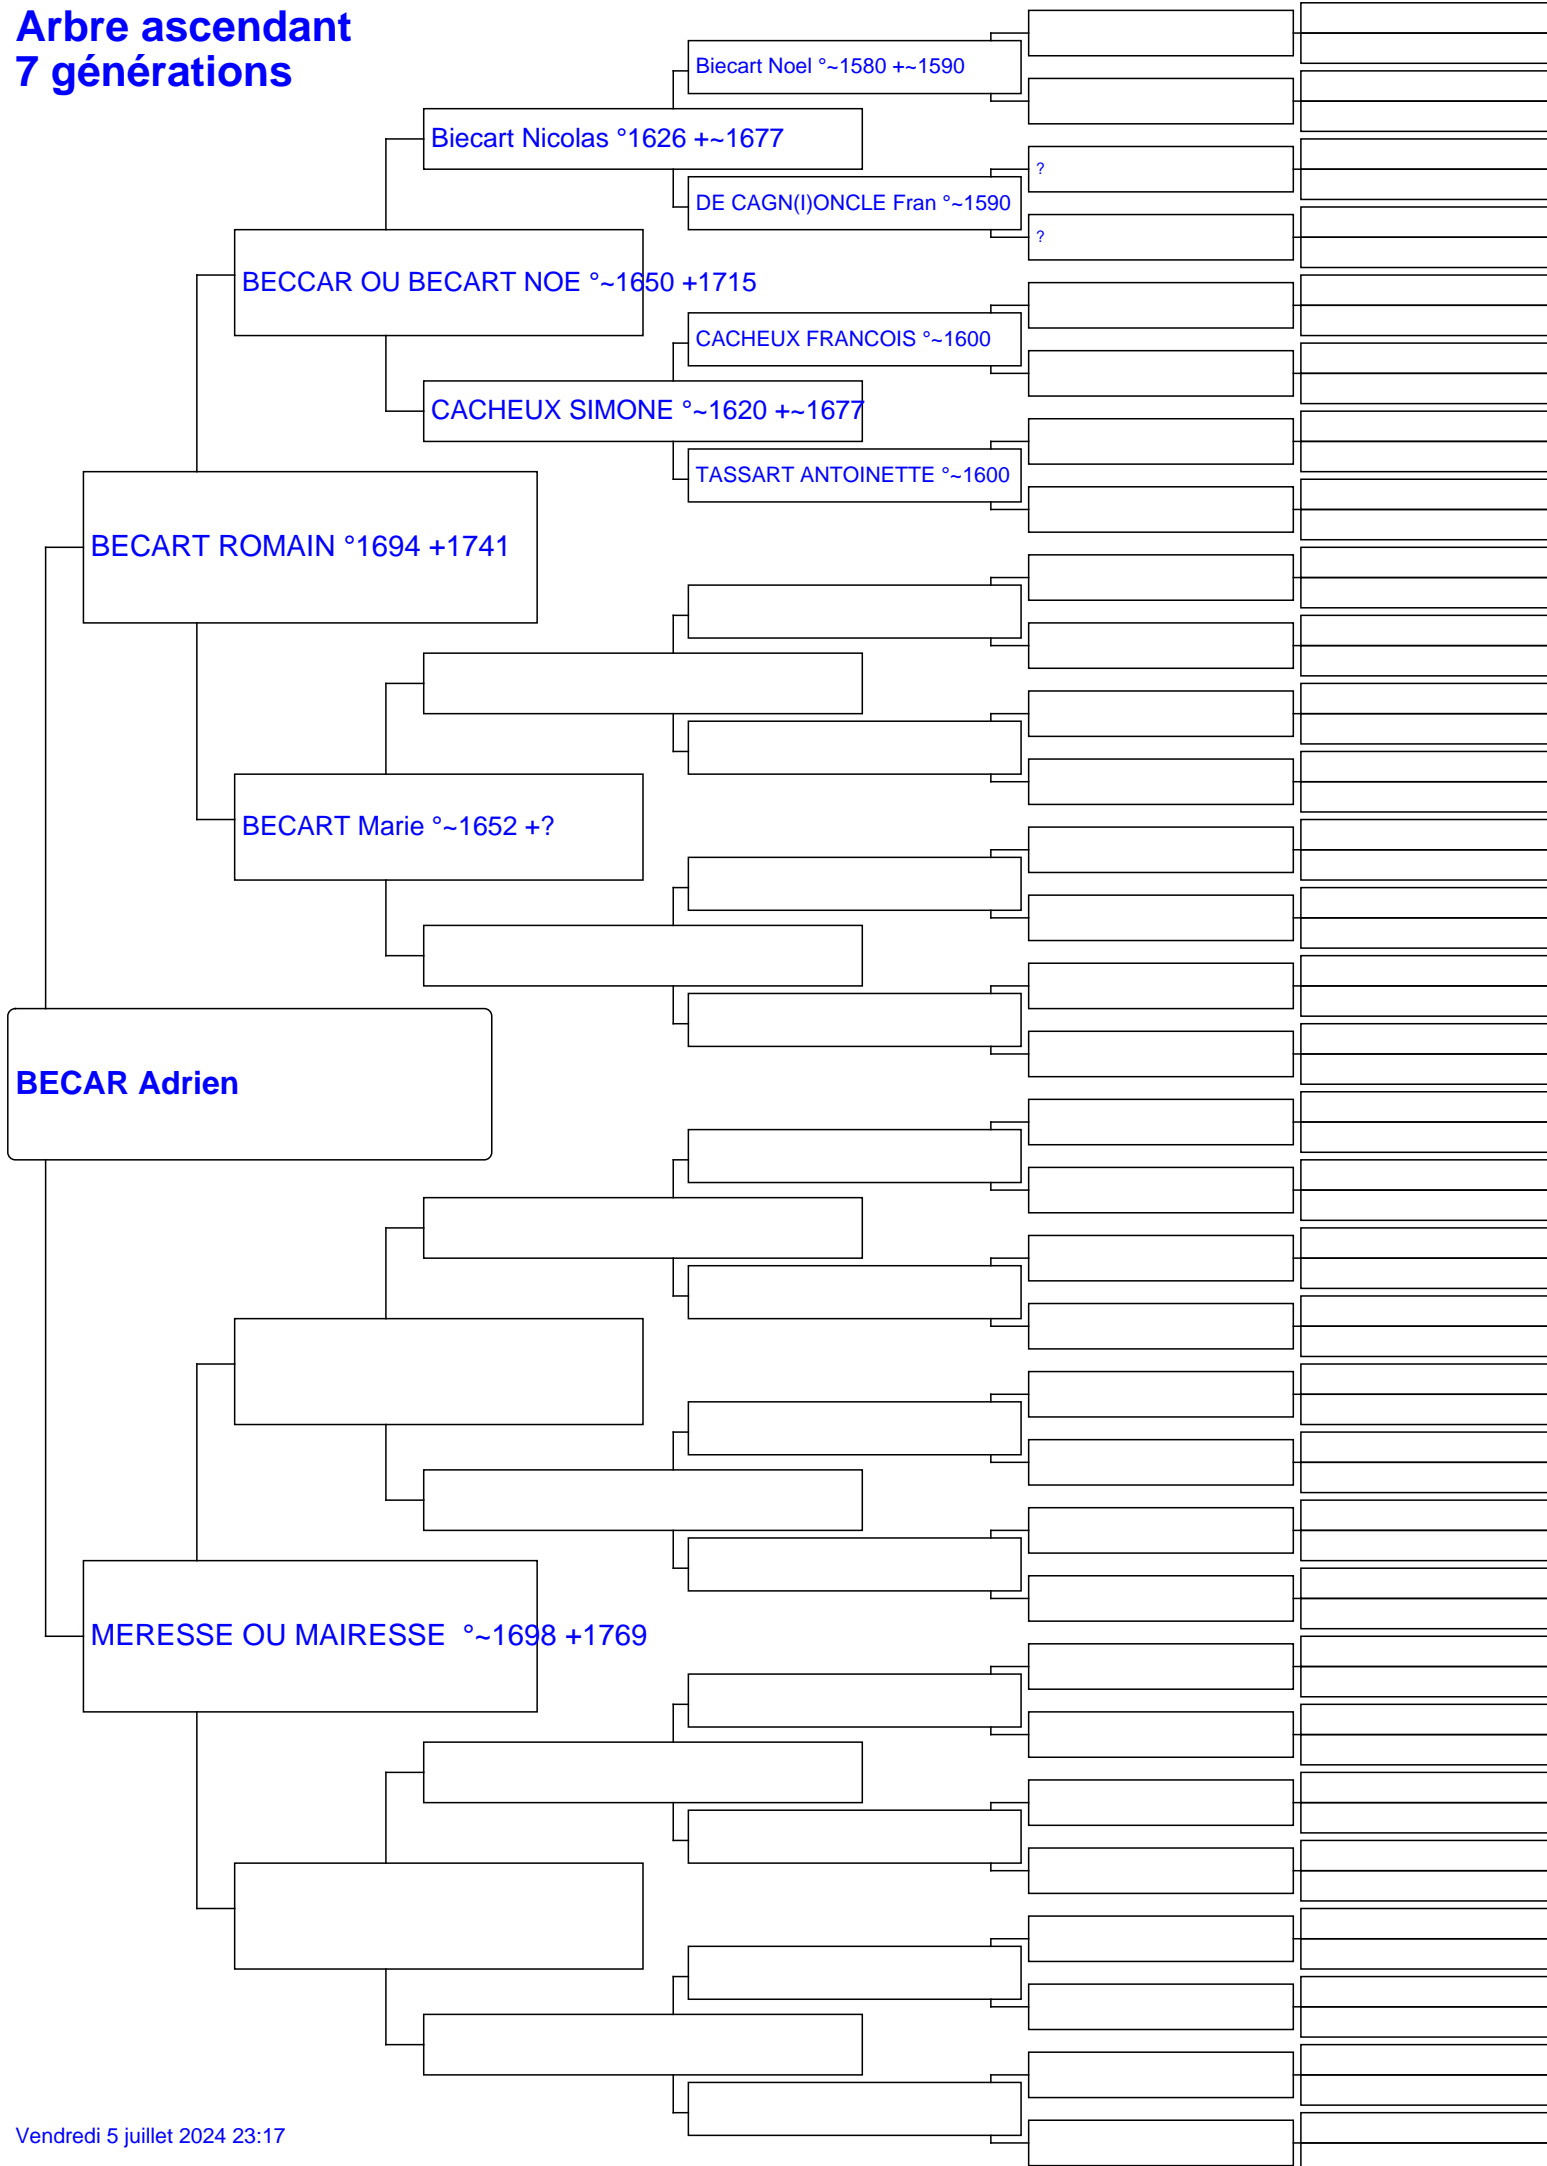 Arbre ascendant
7 générations
Biecart Noel °~1580 +~1590
Biecart Nicolas °1626 +~1677
?
DE CAGN(I)ONCLE Fran °~1590
?
BECCAR OU BECART NOE °~1650 +1715
CACHEUX FRANCOIS °~1600
CACHEUX SIMONE °~1620 +~1677
TASSART ANTOINETTE °~1600
BECART ROMAIN °1694 +1741
BECART Marie °~1652 +?
BECAR Adrien
MERESSE OU MAIRESSE  °~1698 +1769
Vendredi 5 juillet 2024 23:17